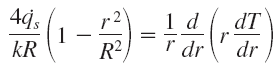 4q̇ₛ/kR (1 − r²/R²) = 1/r d/dr (r dT/dr)